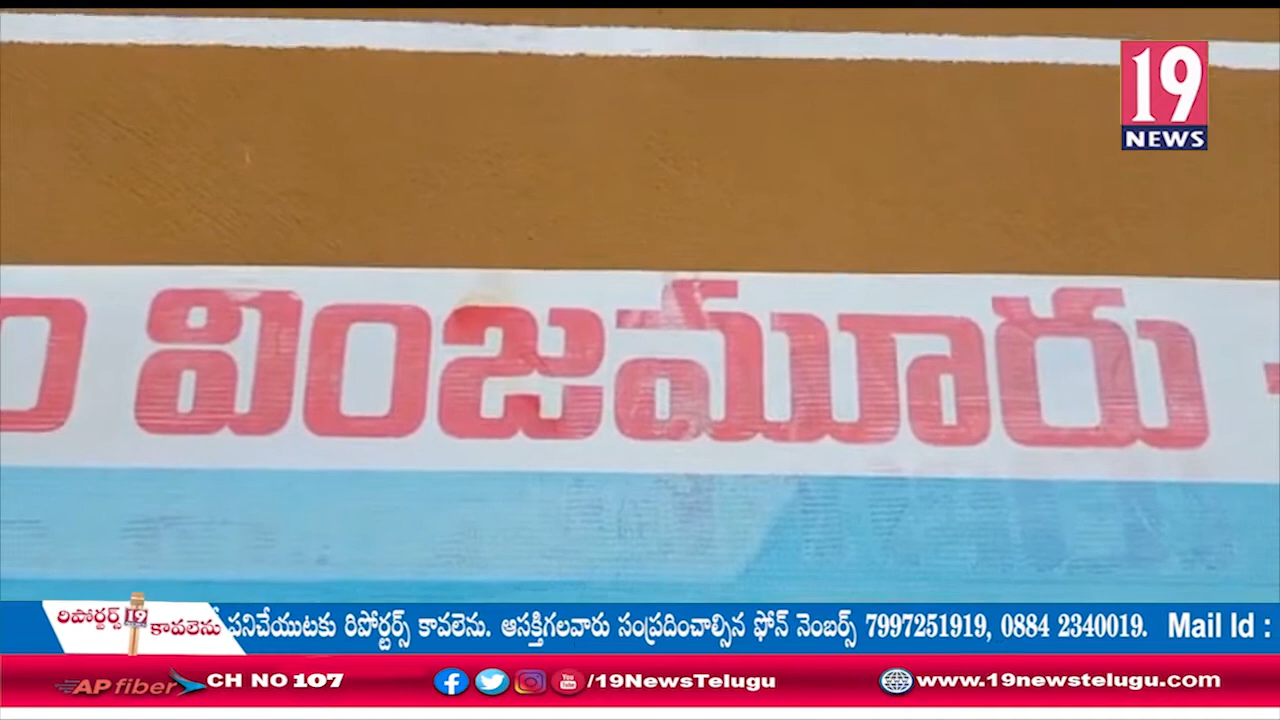 19
NEWS
ం వింజమూరు -
రిపోర్టర్స్ 19 కావలెను
పనిచేయుటకు రిపోర్టర్స్ కావలెను. ఆసక్తిగలవారు సంప్రదించాల్సిన ఫోన్ నెంబర్స్ 7997251919, 0884 2340019. Mail Id :
AP fiber CH NO 107 /19NewsTelugu www.19newstelugu.com